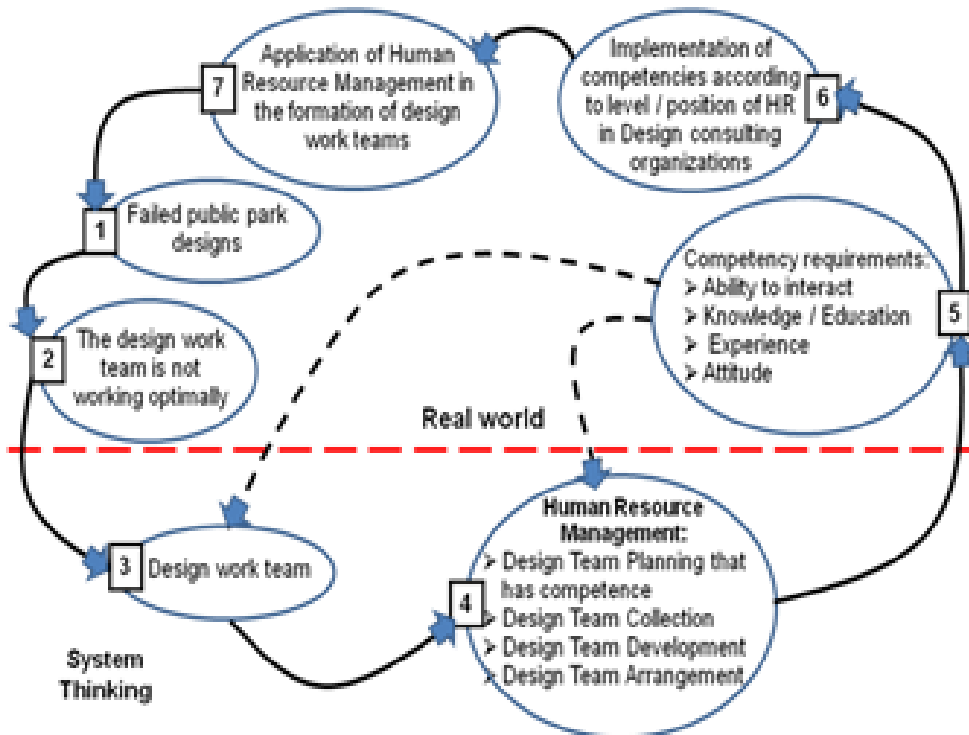 7
Application of Human
Resource Management in
the formation of design
work teams
Implementation of
competencies according
to level / position of HR
in Design consulting
organizations
6
1
Failed public park
designs
2
The design work
team is not
working optimally
Competency requirements:
➢ Ability to interact
➢ Knowledge / Education
➢ Experience
➢ Attitude
5
Real world
3
Design work team
4
Human Resource
Management:
➢ Design Team Planning that
has competence
➢ Design Team Collection
➢ Design Team Development
➢ Design Team Arrangement
System
Thinking